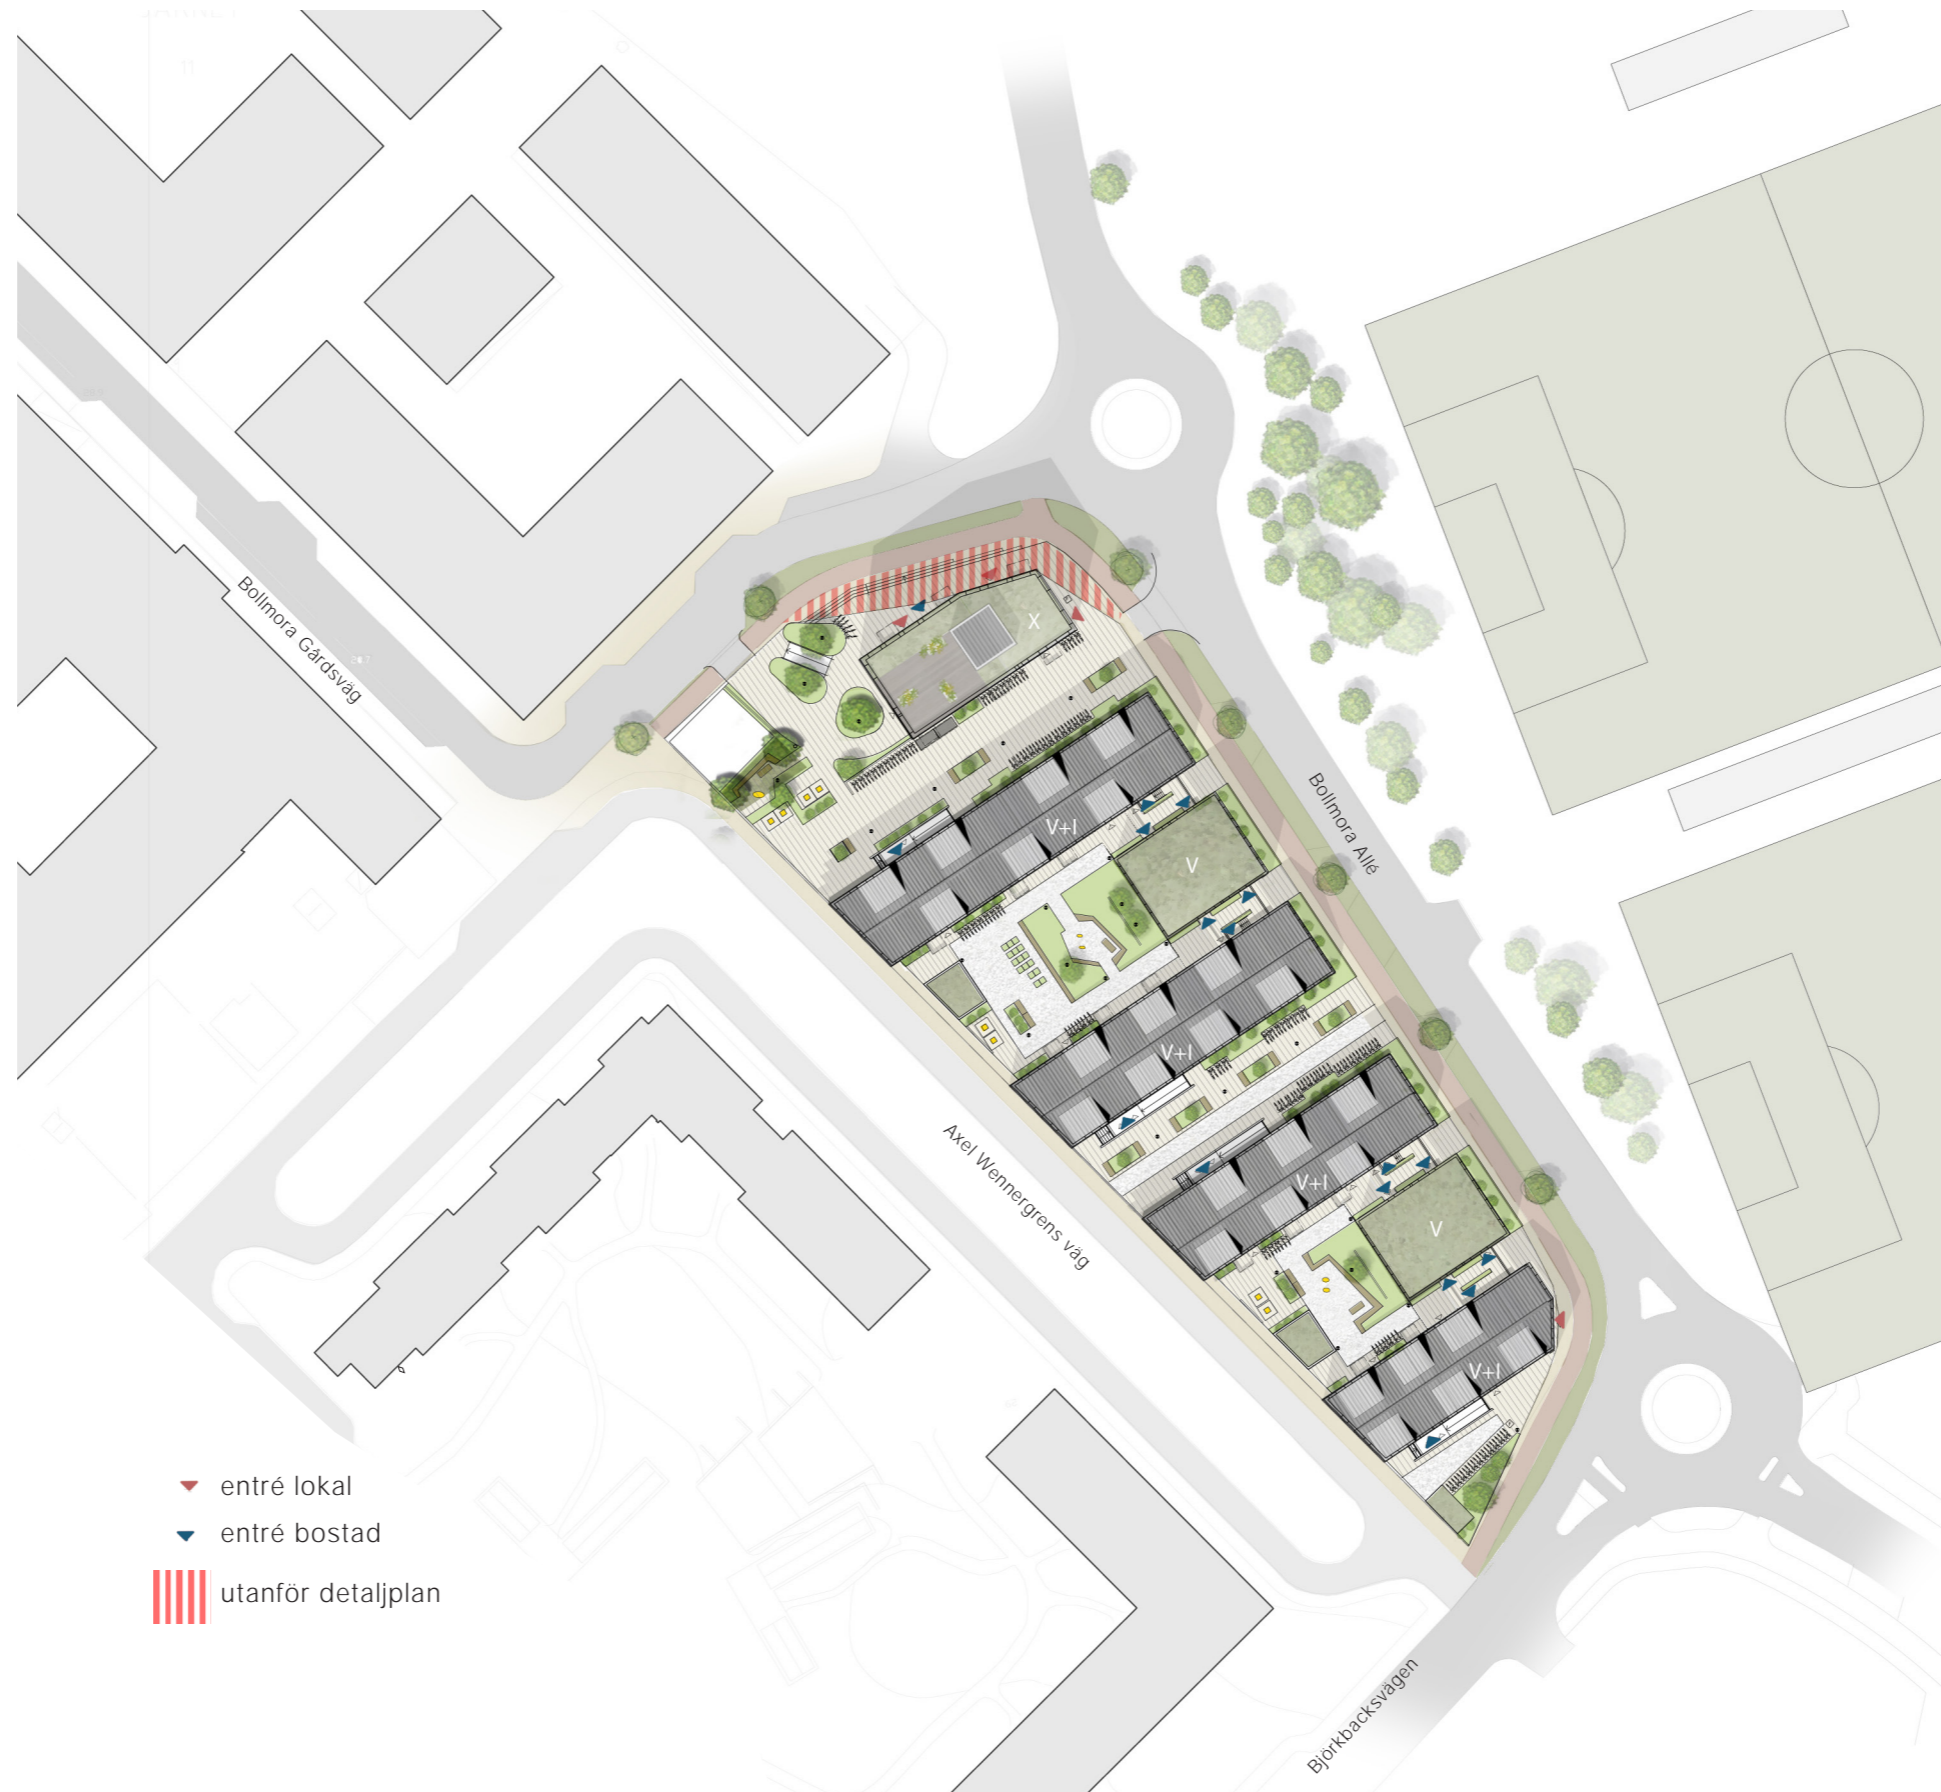 Bollmora Gårdsväg
X
V+I
V
Bollmora Allé
V+I
Axel Wennergrens väg
V+I
V
V+I
entré lokal
entré bostad
utanför detaljplan
Björkbacksvägen